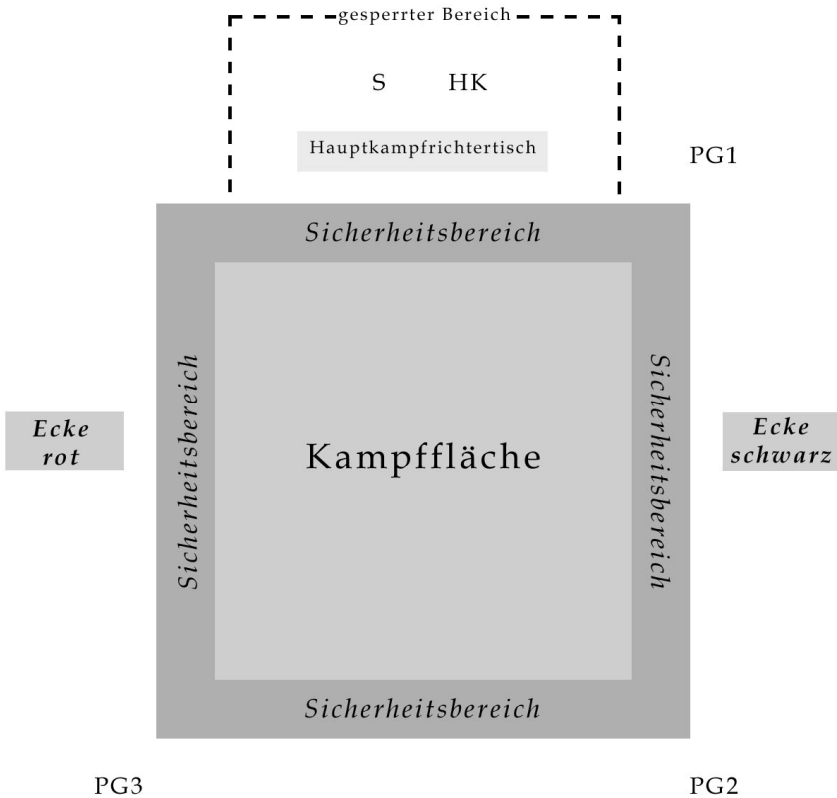 gesperrter Bereich
S HK
Hauptkampfrichtertisch
PG1
Sicherheitsbereich
Sicherheitsbereich
Sicherheitsbereich
Ecke
rot
Kampffläche
Ecke
schwarz
Sicherheitsbereich
PG3 PG2